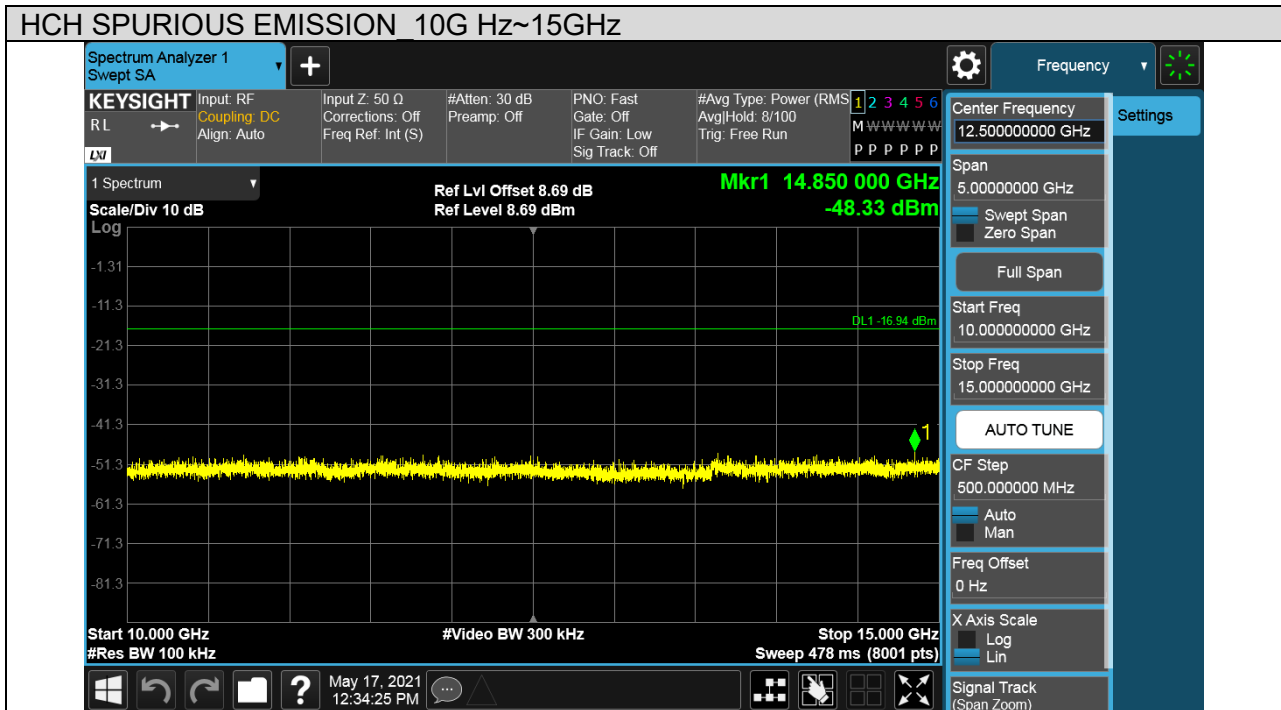 HCH SPURIOUS EMISSION_10G Hz~15GHz
Spectrum Analyzer 1
Swept SA
Frequency
KEYSIGHT
RL
LXI
Input: RF
Coupling: DC
Align: Auto
Input Z: 50 Ω
Corrections: Off
Freq Ref: Int (S)
#Atten: 30 dB
Preamp: Off
PNO: Fast
Gate: Off
IF Gain: Low
Sig Track: Off
#Avg Type: Power (RMS
Avg|Hold: 8/100
Trig: Free Run
1 2 3 4 5 6
M W W W W W
P P P P P P
1 Spectrum
Scale/Div 10 dB
Log
Ref Lvl Offset 8.69 dB
Ref Level 8.69 dBm
Mkr1 14.850 000 GHz
-48.33 dBm
-1.31
-11.3
DL1 -16.94 dBm
-21.3
-31.3
-41.3
1
-51.3
-61.3
-71.3
-81.3
Start 10.000 GHz
#Res BW 100 kHz
#Video BW 300 kHz
Stop 15.000 GHz
Sweep 478 ms (8001 pts)
?
May 17, 2021
12:34:25 PM
Settings
Center Frequency
12.500000000 GHz
Span
5.00000000 GHz
Swept Span
Zero Span
Full Span
Start Freq
10.000000000 GHz
Stop Freq
15.000000000 GHz
AUTO TUNE
CF Step
500.000000 MHz
Auto
Man
Freq Offset
0 Hz
X Axis Scale
Log
Lin
Signal Track
(Span Zoom)